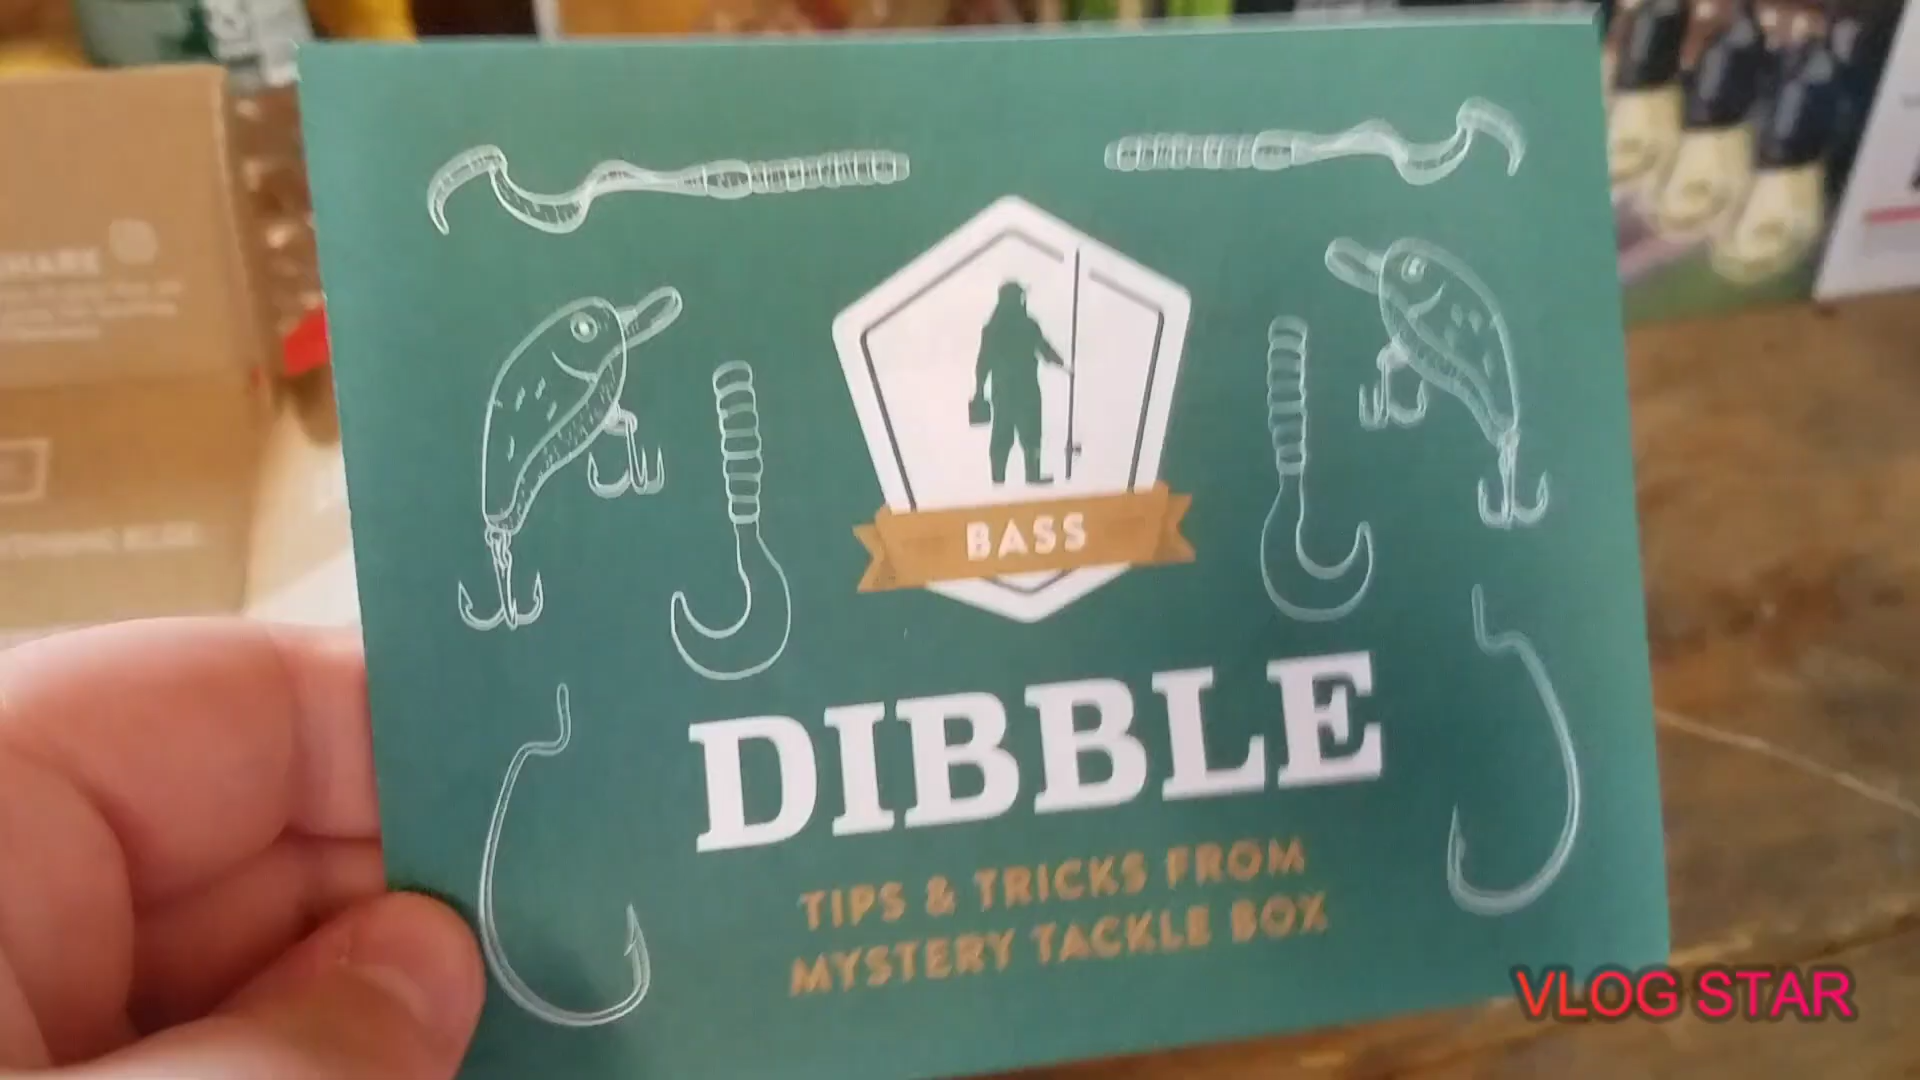 BASS
DIBBLE
TIPS & TRICKS FROM
MYSTERY TACKLE BOX
VLOG STAR